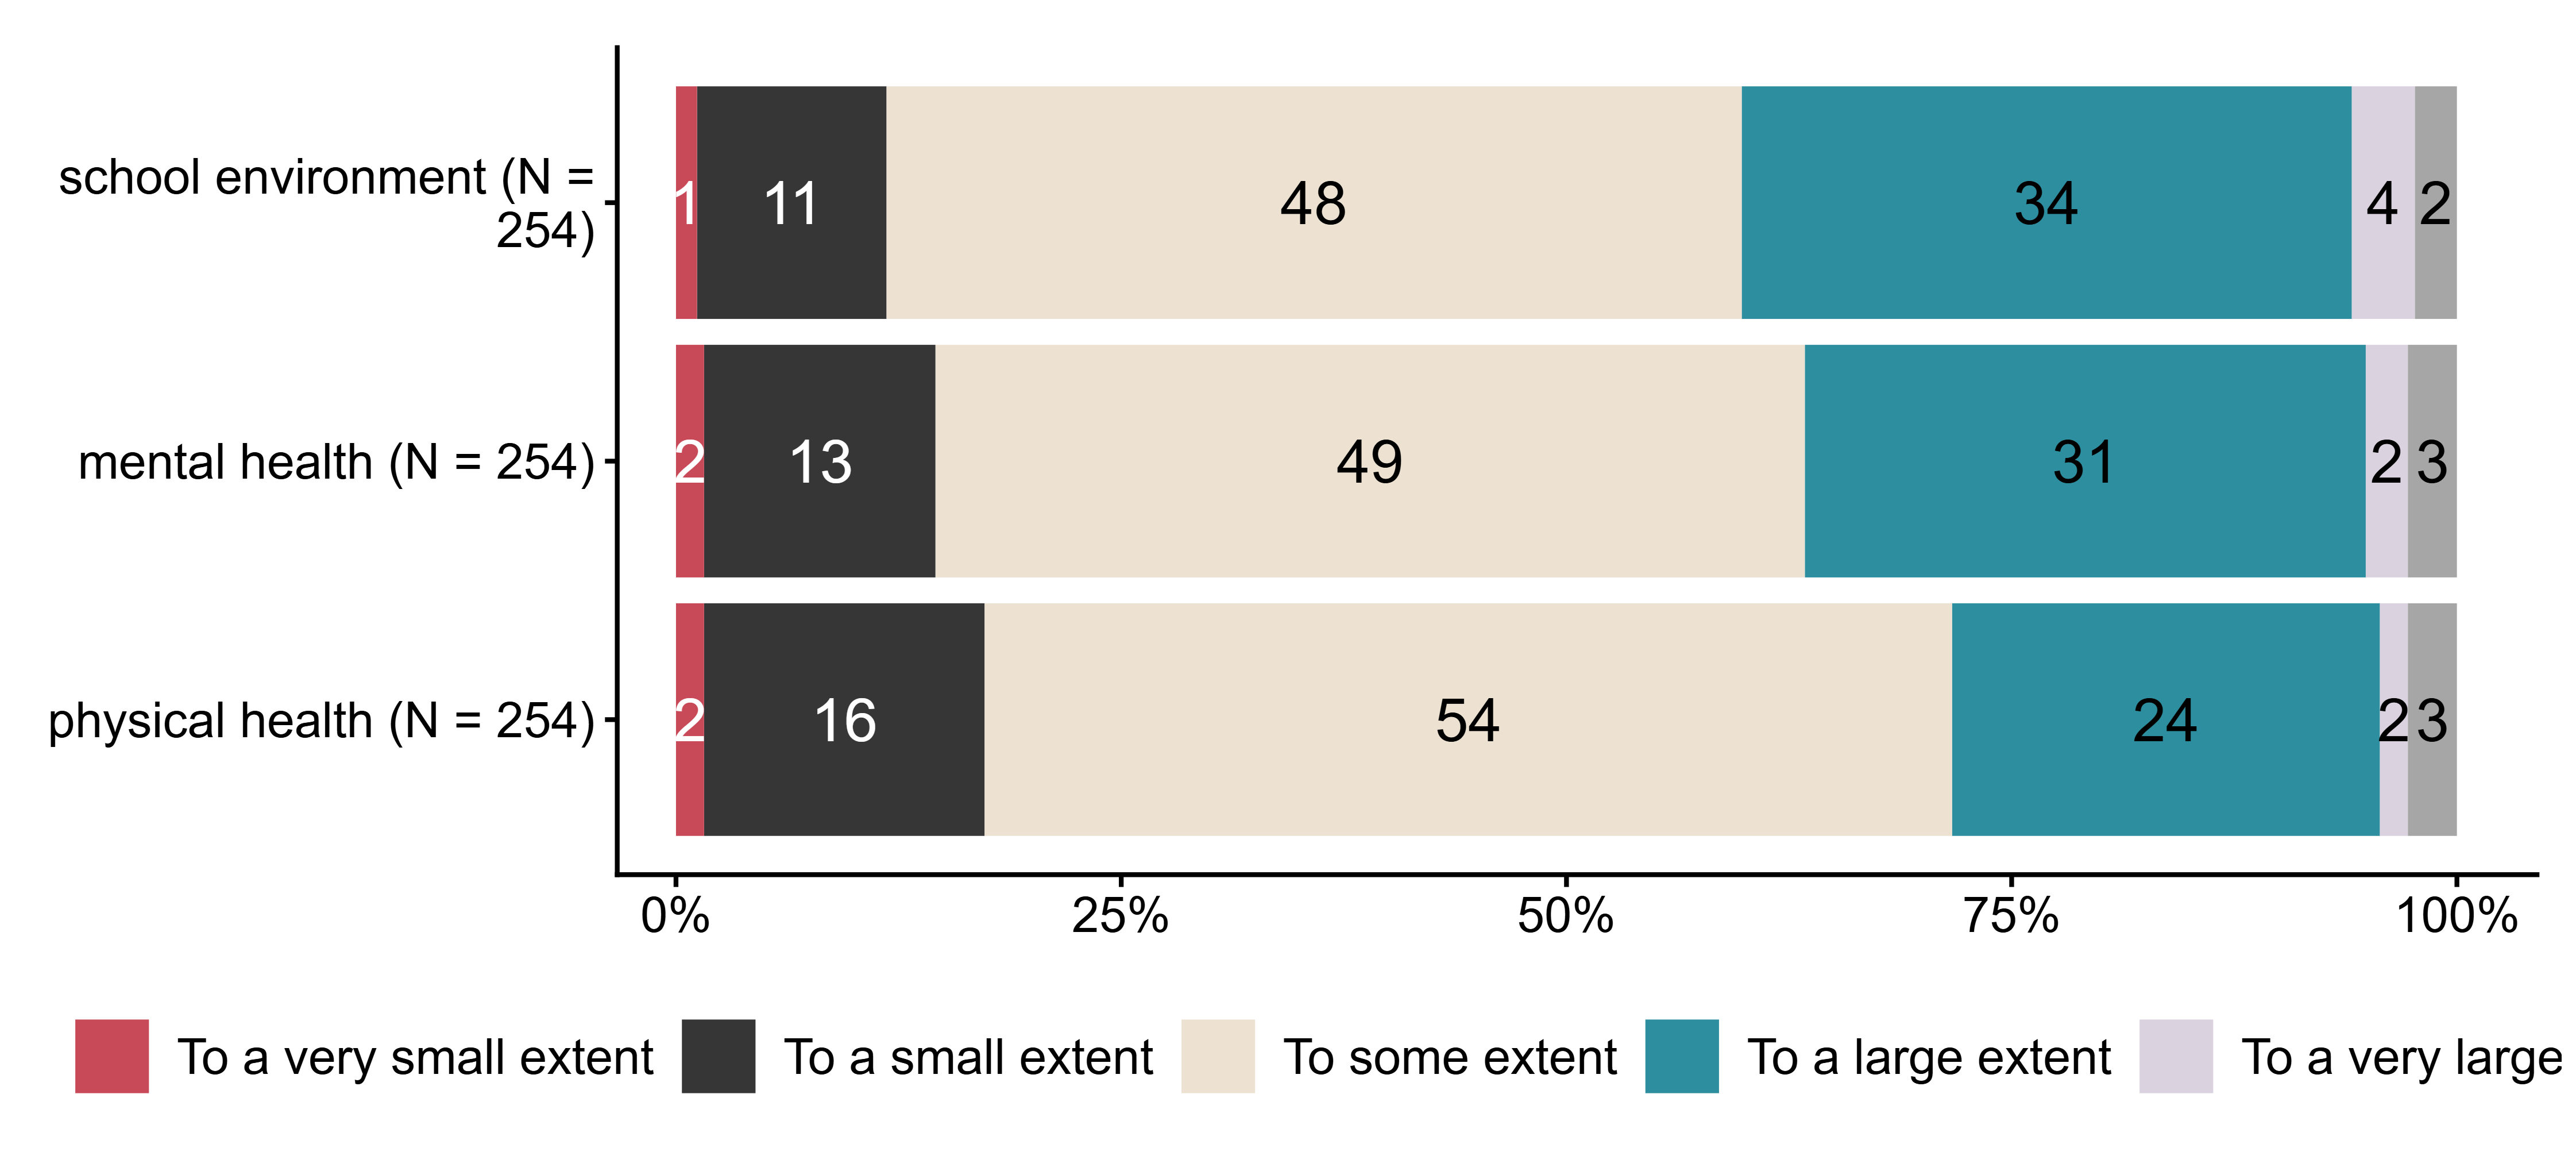 school environment (N =
254)
1 11 48 34 4 2
mental health (N = 254)
2 13 49 31 2 3
physical health (N = 254)
2 16 54 24 2 3
0% 25% 50% 75% 100%
To a very small extent To a small extent To some extent To a large extent To a very large